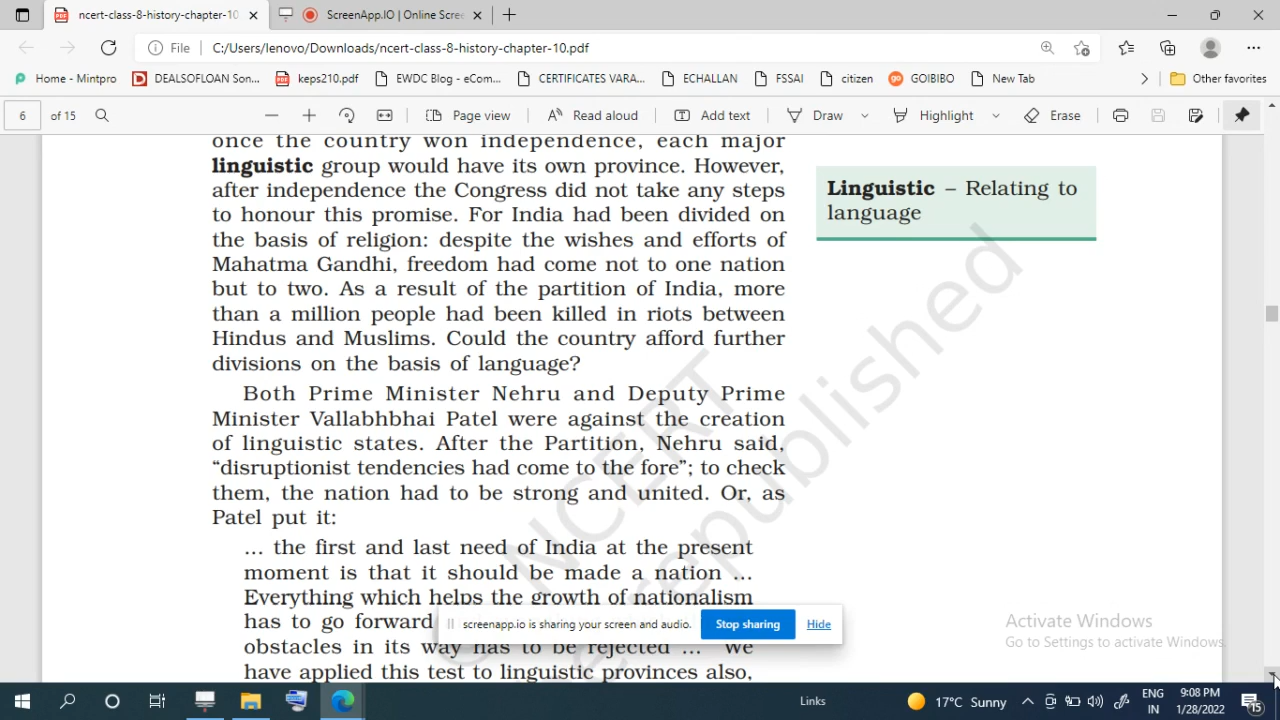 ncert-class-8-history-chapter-10
ScreenApp.IO | Online Scree
File C:/Users/lenovo/Downloads/ncert-class-8-history-chapter-10.pdf
Home - Mintpro DEALSOFLOAN Son... keps210.pdf EWDC Blog - eCom... CERTIFICATES VARA... ECHALLAN FSSAI citizen GOIBIBO New Tab Other favorites
6 of 15 Page view Read aloud Add text Draw Highlight Erase
once the country won independence, each major
linguistic group would have its own province. However,
after independence the Congress did not take any steps
to honour this promise. For India had been divided on
the basis of religion: despite the wishes and efforts of
Mahatma Gandhi, freedom had come not to one nation
but to two. As a result of the partition of India, more
than a million people had been killed in riots between
Hindus and Muslims. Could the country afford further
divisions on the basis of language?
Both Prime Minister Nehru and Deputy Prime
Minister Vallabhbhai Patel were against the creation
of linguistic states. After the Partition, Nehru said,
“disruptionist tendencies had come to the fore”; to check
them, the nation had to be strong and united. Or, as
Patel put it:
... the first and last need of India at the present
moment is that it should be made a nation ...
Everything which helps the growth of nationalism
has to go forward
obstacles in its way has to be rejected ... We
have applied this test to linguistic provinces also,
Linguistic – Relating to
language
© NCERT
republished
screenapp.io is sharing your screen and audio. Stop sharing Hide
Activate Windows
Go to Settings to activate Windows.
Links
17°C Sunny
ENG
IN
9:08 PM
1/28/2022
15